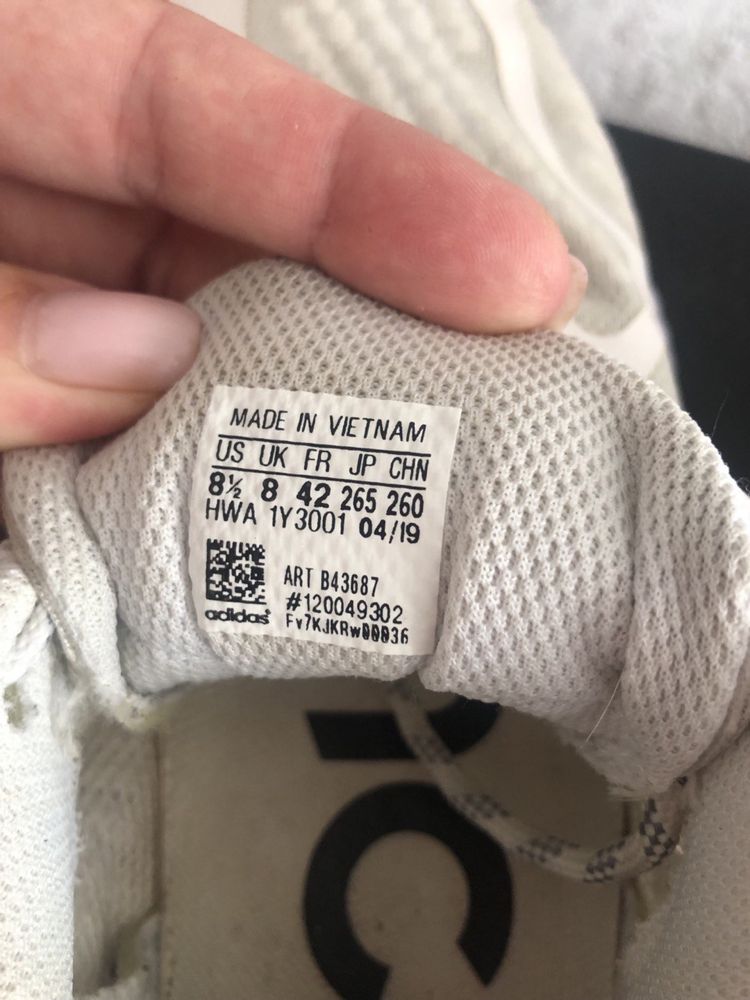 MADE IN VIETNAM
US UK FR JP CHN
8½ 8 42 265 260
HWA 1Y3001 04/19
ART B43687
#120049302
adidas